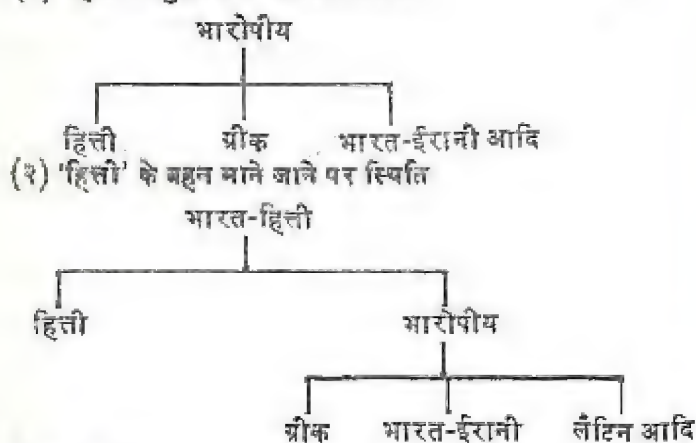 भारोपीय
हित्ती ग्रीक भारत-ईरानी आदि
(२) 'हित्ती' के बहन माने जाने पर स्थिति
भारत-हित्ती
हित्ती भारोपीय
ग्रीक भारत-ईरानी लैटिन आदि